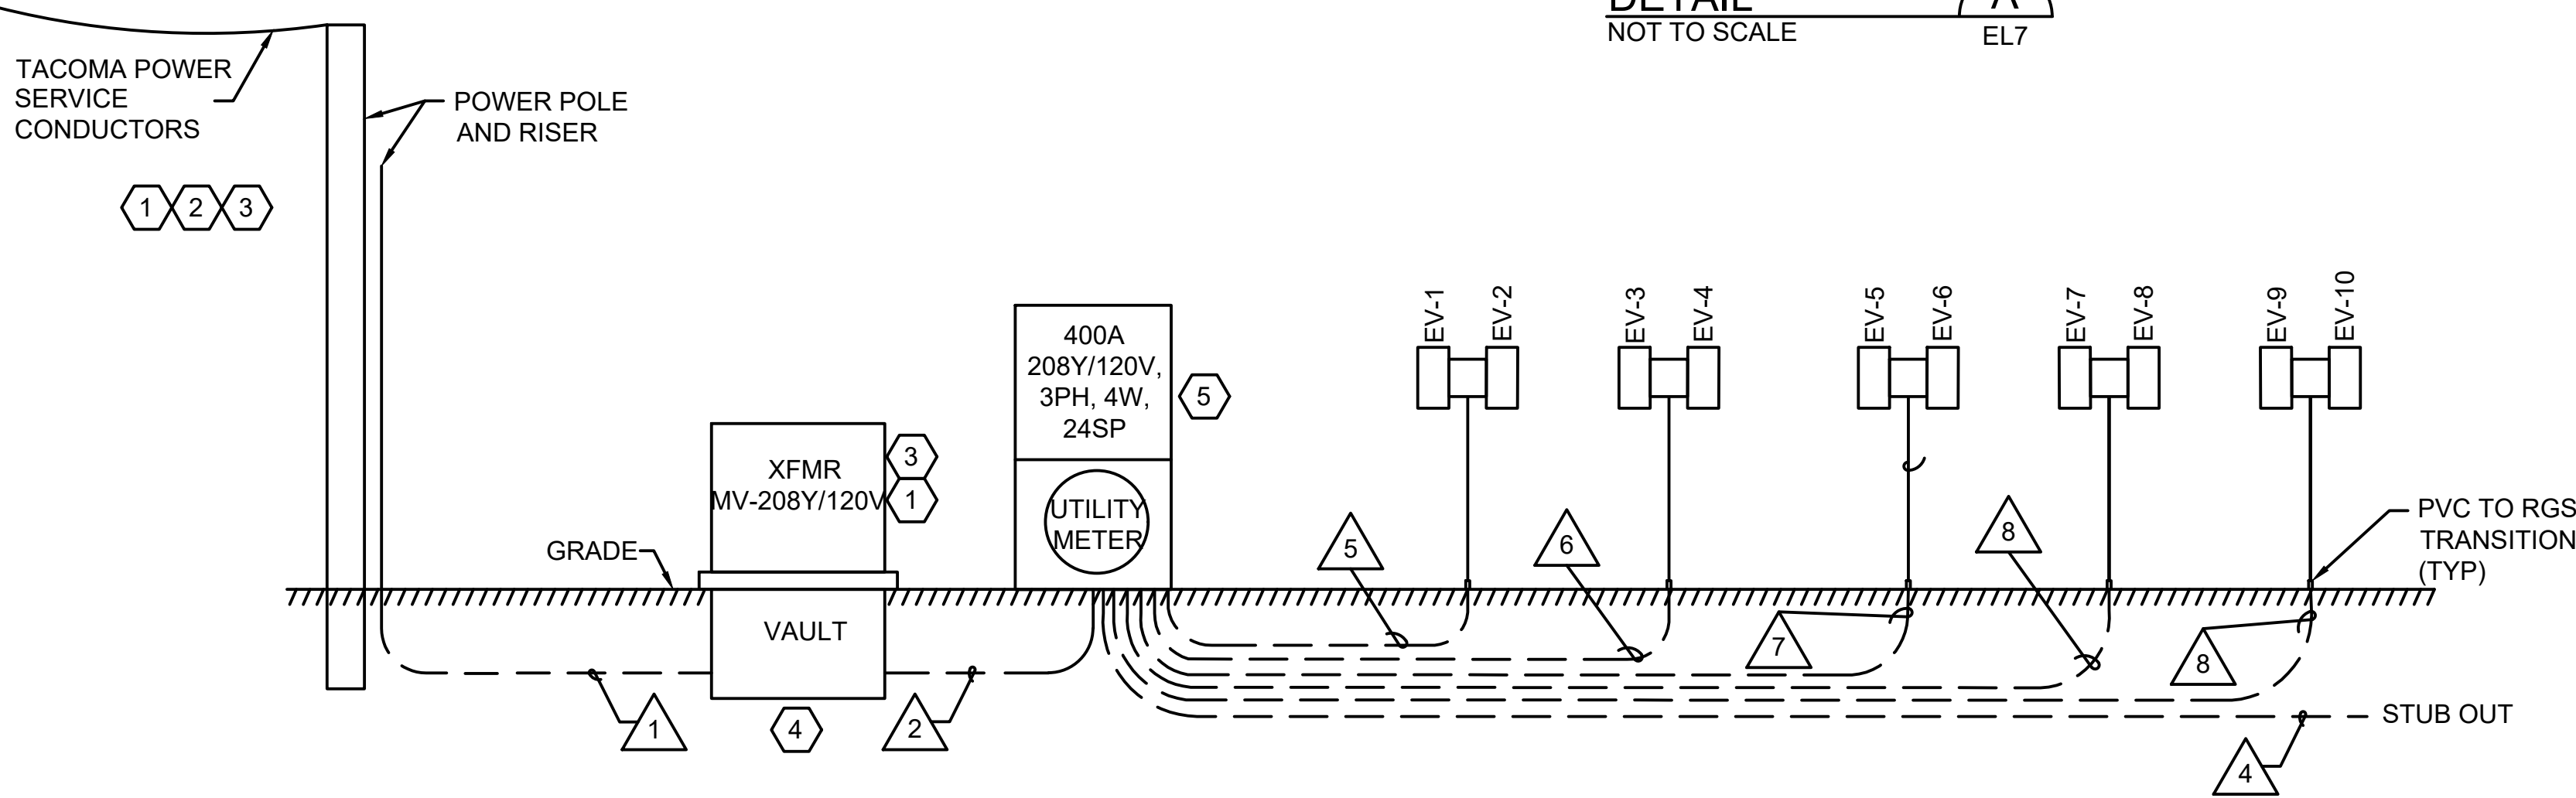 DETAIL
A
NOT TO SCALE
EL7
TACOMA POWER
SERVICE
CONDUCTORS
POWER POLE
AND RISER
1
2
3
400A
208Y/120V,
3PH, 4W,
24SP
5
UTILITY
METER
XFMR
MV-208Y/120V
3
1
GRADE
VAULT
4
1
2
EV-1
EV-2
EV-3
EV-4
EV-5
EV-6
EV-7
EV-8
EV-9
EV-10
5
6
7
8
8
PVC TO RGS
TRANSITION
(TYP)
STUB OUT
4